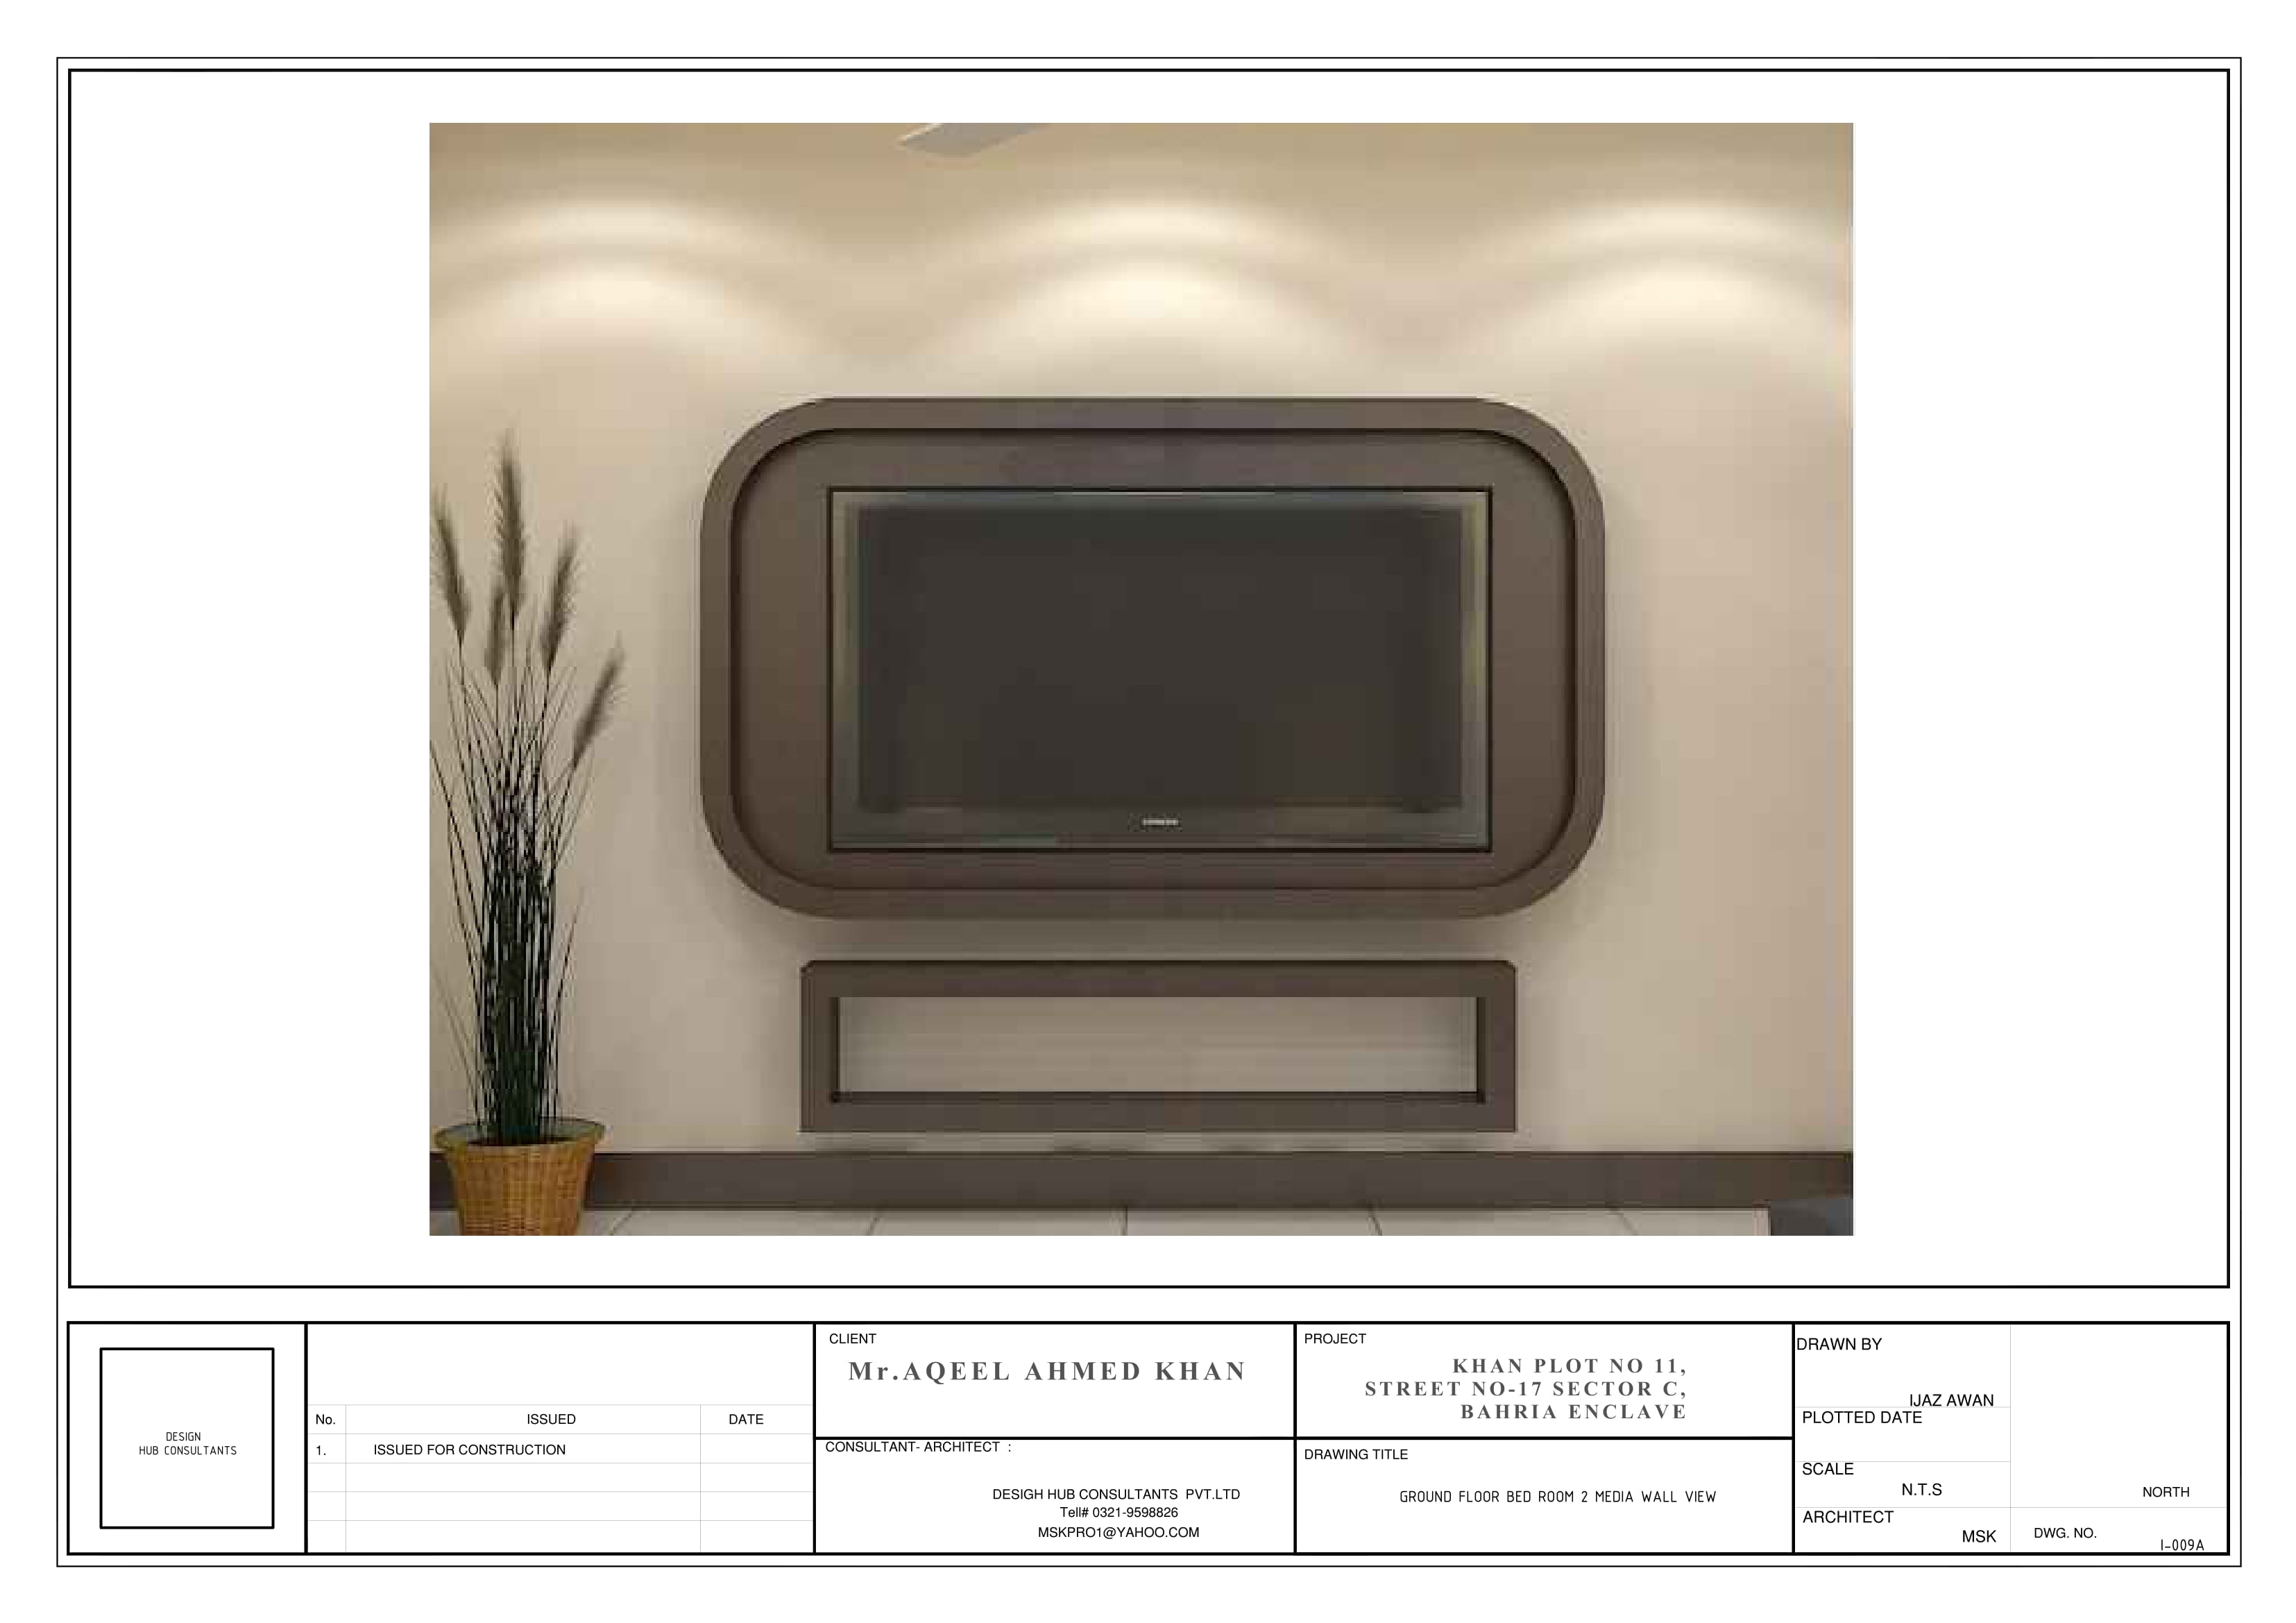 DESIGN
HUB CONSULTANTS
No. ISSUED DATE
1. ISSUED FOR CONSTRUCTION
CLIENT
Mr.AQEEL AHMED KHAN
CONSULTANT- ARCHITECT :
DESIGH HUB CONSULTANTS PVT.LTD
Tell# 0321-9598826
MSKPRO1@YAHOO.COM
PROJECT
KHAN PLOT NO 11,
STREET NO-17 SECTOR C,
BAHRIA ENCLAVE
DRAWING TITLE
GROUND FLOOR BED ROOM 2 MEDIA WALL VIEW
DRAWN BY
IJAZ AWAN
PLOTTED DATE
SCALE
N.T.S
ARCHITECT
MSK
NORTH
DWG. NO.
I-009A